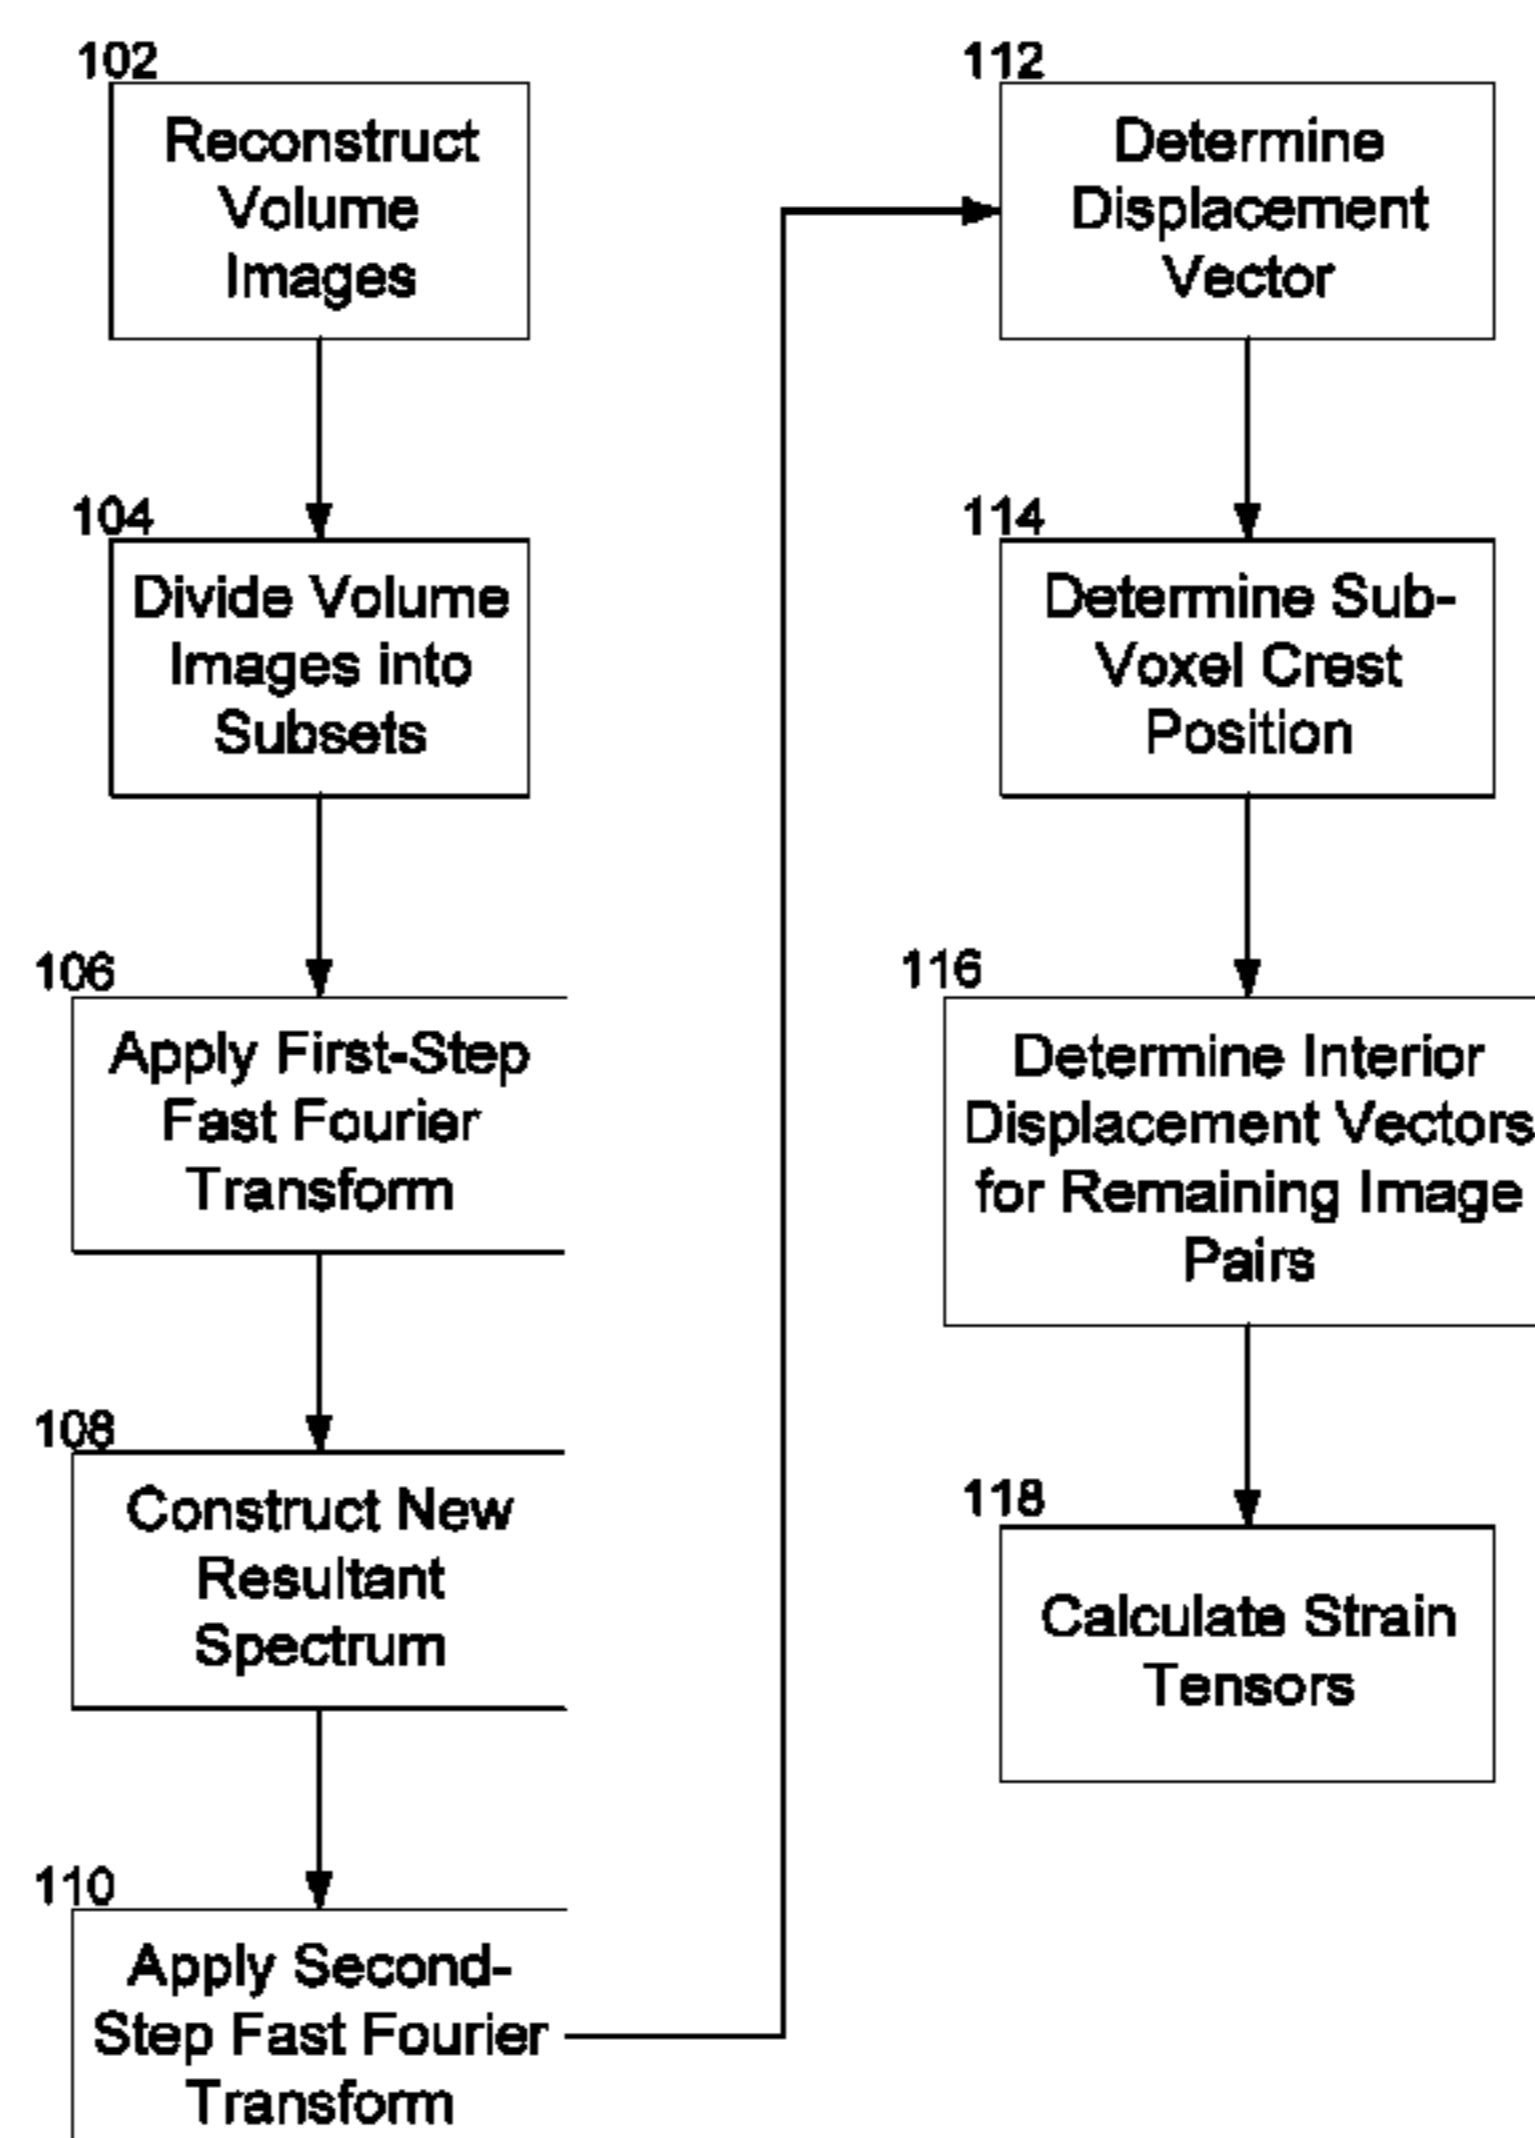 102
Reconstruct
Volume
Images
104
Divide Volume
Images into
Subsets
106
Apply First-Step
Fast Fourier
Transform
108
Construct New
Resultant
Spectrum
110
Apply Second-
Step Fast Fourier
Transform
112
Determine
Displacement
Vector
114
Determine Sub-
Voxel Crest
Position
116
Determine Interior
Displacement Vectors
for Remaining Image
Pairs
118
Calculate Strain
Tensors